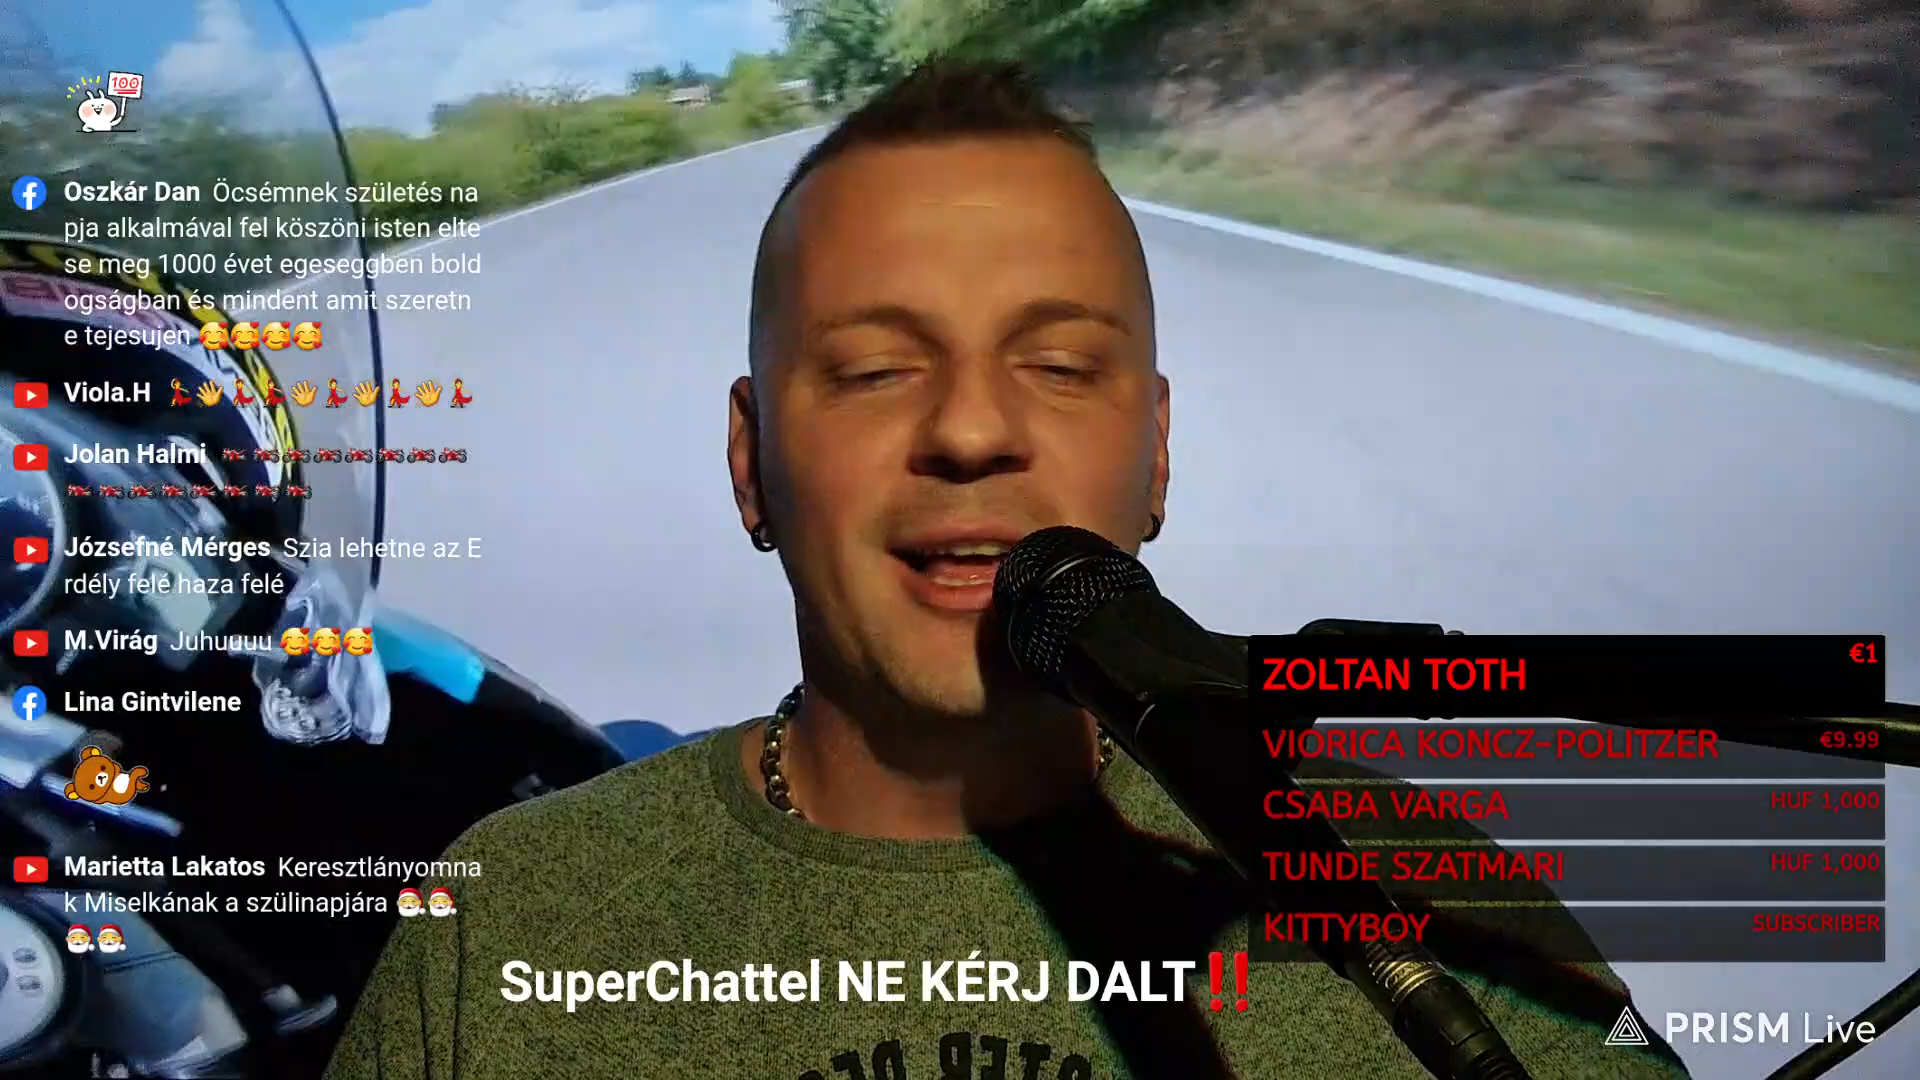 100
Oszkár Dan Öcsémnek születés na
pja alkalmával fel köszöni isten elte
se meg 1000 évet egeseggben bold
ogságban és mindent amit szeretn
e tejesujen 🥰🥰🥰🥰
Viola.H 💃👋💃💃👋💃👋💃👋💃
Jolan Halmi 🏍🏍🏍🏍🏍🏍🏍🏍
🏍🏍🏍🏍🏍🏍🏍🏍
Józsefné Mérges Szia lehetne az E
rdély felé haza felé
M.Virág Juhuuuu 🥰🥰🥰
Lina Gintvilene
Marietta Lakatos Keresztlányomna
k Miselkának a szülinapjára 🎅🎅
🎅🎅
ZOLTAN TOTH €1
VIORICA KONCZ-POLITZER €9.99
CSABA VARGA HUF 1,000
TUNDE SZATMARI HUF 1,000
KITTYBOY SUBSCRIBER
SuperChattel NE KÉRJ DALT‼
PRISM Live